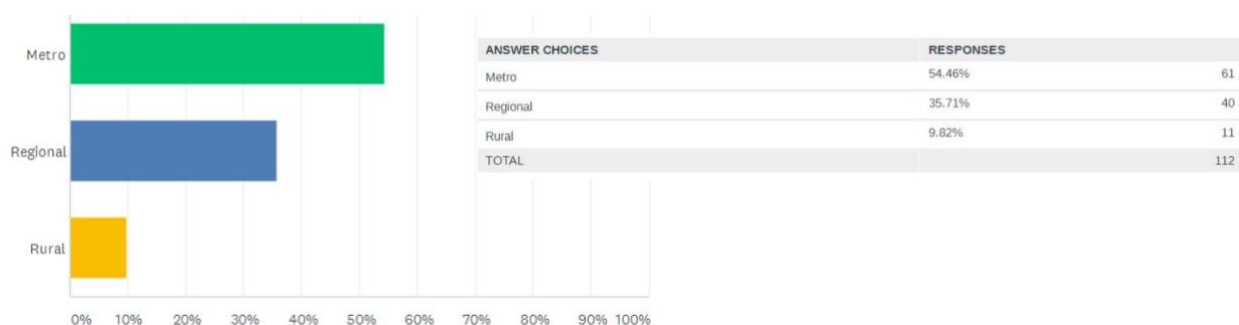 Metro
Regional
Rural
0% 10% 20% 30% 40% 50% 60% 70% 80% 90% 100%
ANSWER CHOICES RESPONSES
Metro 54.46% 61
Regional 35.71% 40
Rural 9.82% 11
TOTAL 112